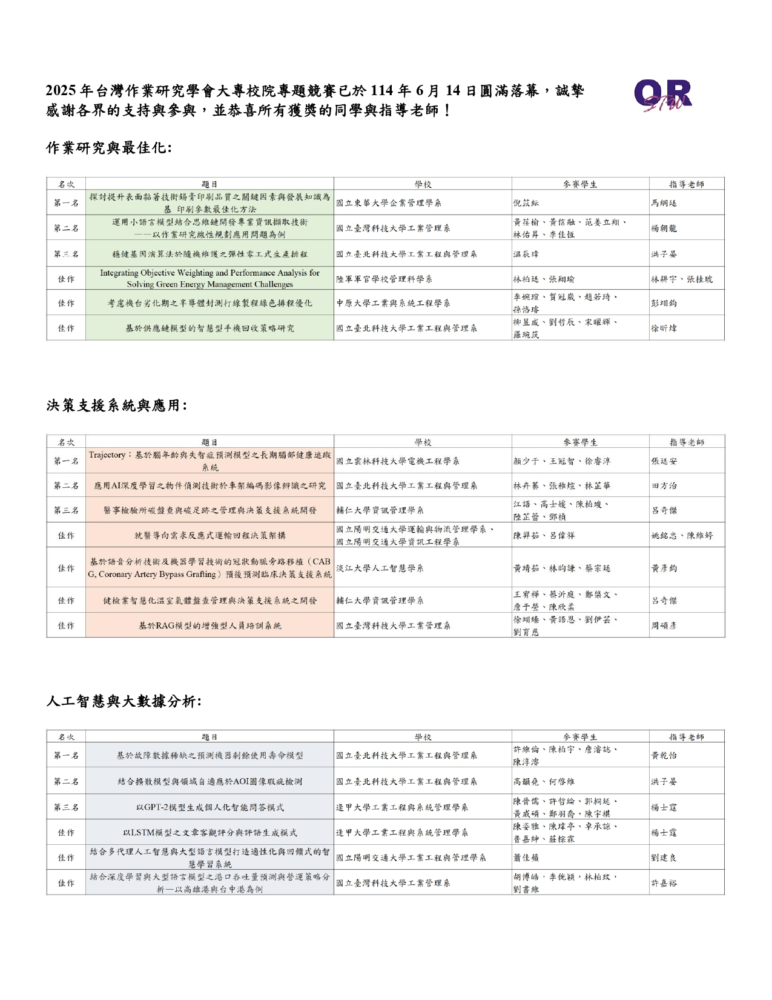 2025 年台灣作業研究學會大專校院專題競賽已於 114 年 6 月 14 日圓滿落幕，誠摯
感謝各界的支持與參與，並恭喜所有獲獎的同學與指導老師！
OR
STW
作業研究與最佳化:
名次 題目 學校 參賽學生 指導老師
第一名 探討提升表面黏著技術錫膏印刷品質之關鍵因素與發展知識為
基 印刷參數最佳化方法 國立東華大學企業管理學系 倪苡紜 馬綱廷
第二名 運用小語言模型結合思維鏈開發專業資訊擷取技術
——以作業研究線性規劃應用問題為例 國立臺灣科技大學工業管理系 黃荏榆、黃信融、范姜立翔、
林佑昇、李佳恆 楊朝龍
第三名 穩健基因演算法於隨機維護之彈性零工式生產排程 國立臺北科技大學工業工程與管理系 温辰瑋 洪子晏
佳作 Integrating Objective Weighting and Performance Analysis for
Solving Green Energy Management Challenges 陸軍軍官學校管理科學系 林柏廷、張翔瑜 林耕宇、張桂琥
佳作 考慮機台劣化期之半導體封測打線製程綠色排程優化 中原大學工業與系統工程學系 李婉瑄、賀冠崴、趙若琦、
孫恪璿 彭翊鈞
佳作 基於供應鏈模型的智慧型手機回收策略研究 國立臺北科技大學工業工程與管理系 柳昱成、劉哲辰、宋曜輝、
羅琬筑 徐昕煒
決策支援系統與應用:
名次 題目 學校 參賽學生 指導老師
第一名 Trajectory：基於腦年齡與失智症預測模型之長期腦部健康追蹤
系統 國立雲林科技大學電機工程學系 顏少于、王冠智、徐睿淳 張廷安
第二名 應用AI深度學習之物件偵測技術於車架編碼影像辨識之研究 國立臺北科技大學工業工程與管理系 林卉蓁、張稚煊、林芷華 田方治
第三名 醫事檢驗所碳盤查與碳足跡之管理與決策支援系統開發 輔仁大學資訊管理學系 江語、高士媛、陳柏竣、
陸芷蕾、鄧楨 呂奇傑
佳作 就醫導向需求反應式運輸回程決策架構 國立陽明交通大學運輸與物流管理學系、
國立陽明交通大學資訊工程學系 陳羿茹、呂偉祥 姚銘忠、陳維婷
佳作 基於語音分析技術及機器學習技術的冠狀動脈旁路移植（CAB
G, Coronary Artery Bypass Grafting）預後預測臨床決策支援系統 淡江大學人工智慧學系 黃靖茹、林昀謙、蔡宗廷 黃彥鈞
佳作 健檢業智慧化溫室氣體盤查管理與決策支援系統之開發 輔仁大學資訊管理學系 王宥樺、蔡沂庭、鄭棨文、
詹于瑩、陳欣柔 呂奇傑
佳作 基於RAG模型的增強型人員培訓系統 國立臺灣科技大學工業管理系 徐翊臻、黃語恩、劉伊芸、
劉育慈 周碩彥
人工智慧與大數據分析:
名次 題目 學校 參賽學生 指導老師
第一名 基於故障數據稀缺之預測機器剩餘使用壽命模型 國立臺北科技大學工業工程與管理系 許維倫、陳柏宇、詹濬誌、
陳淳濬 黃乾怡
第二名 結合擴散模型與領域自適應於AOI圖像瑕疵檢測 國立臺北科技大學工業工程與管理系 高韻堯、何啓維 洪子晏
第三名 以GPT-2模型生成個人化智能問答模式 逢甲大學工業工程與系統管理學系 陳晉儒、許哲綸、郭桐延、
黃威碩、鄭羽喬、陳宇棋 楊士霆
佳作 以LSTM模型之文章客觀評分與評語生成模式 逢甲大學工業工程與系統管理學系 陳姿雅、陳瑋亭、卓承諒、
曾嘉紳、莊棕霖 楊士霆
佳作 結合多代理人工智慧與大型語言模型打造適性化與回饋式的智
慧學習系統 國立陽明交通大學工業工程與管理學系 蕭佳蘋 劉建良
佳作 結合深度學習與大型語言模型之港口吞吐量預測與營運策略分
析—以高雄港與台中港為例 國立臺灣科技大學工業管理系 胡博皓，李侊穎，林柏玟，
劉書維 許嘉裕